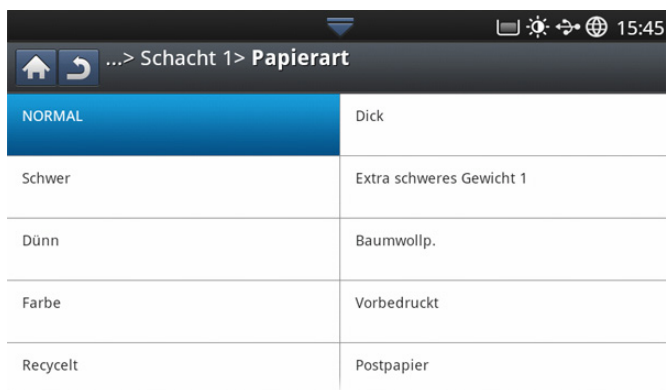 15:45
...> Schacht 1> Papierart
NORMAL
Dick
Schwer
Extra schweres Gewicht 1
Dünn
Baumwollp.
Farbe
Vorbedruckt
Recycelt
Postpapier